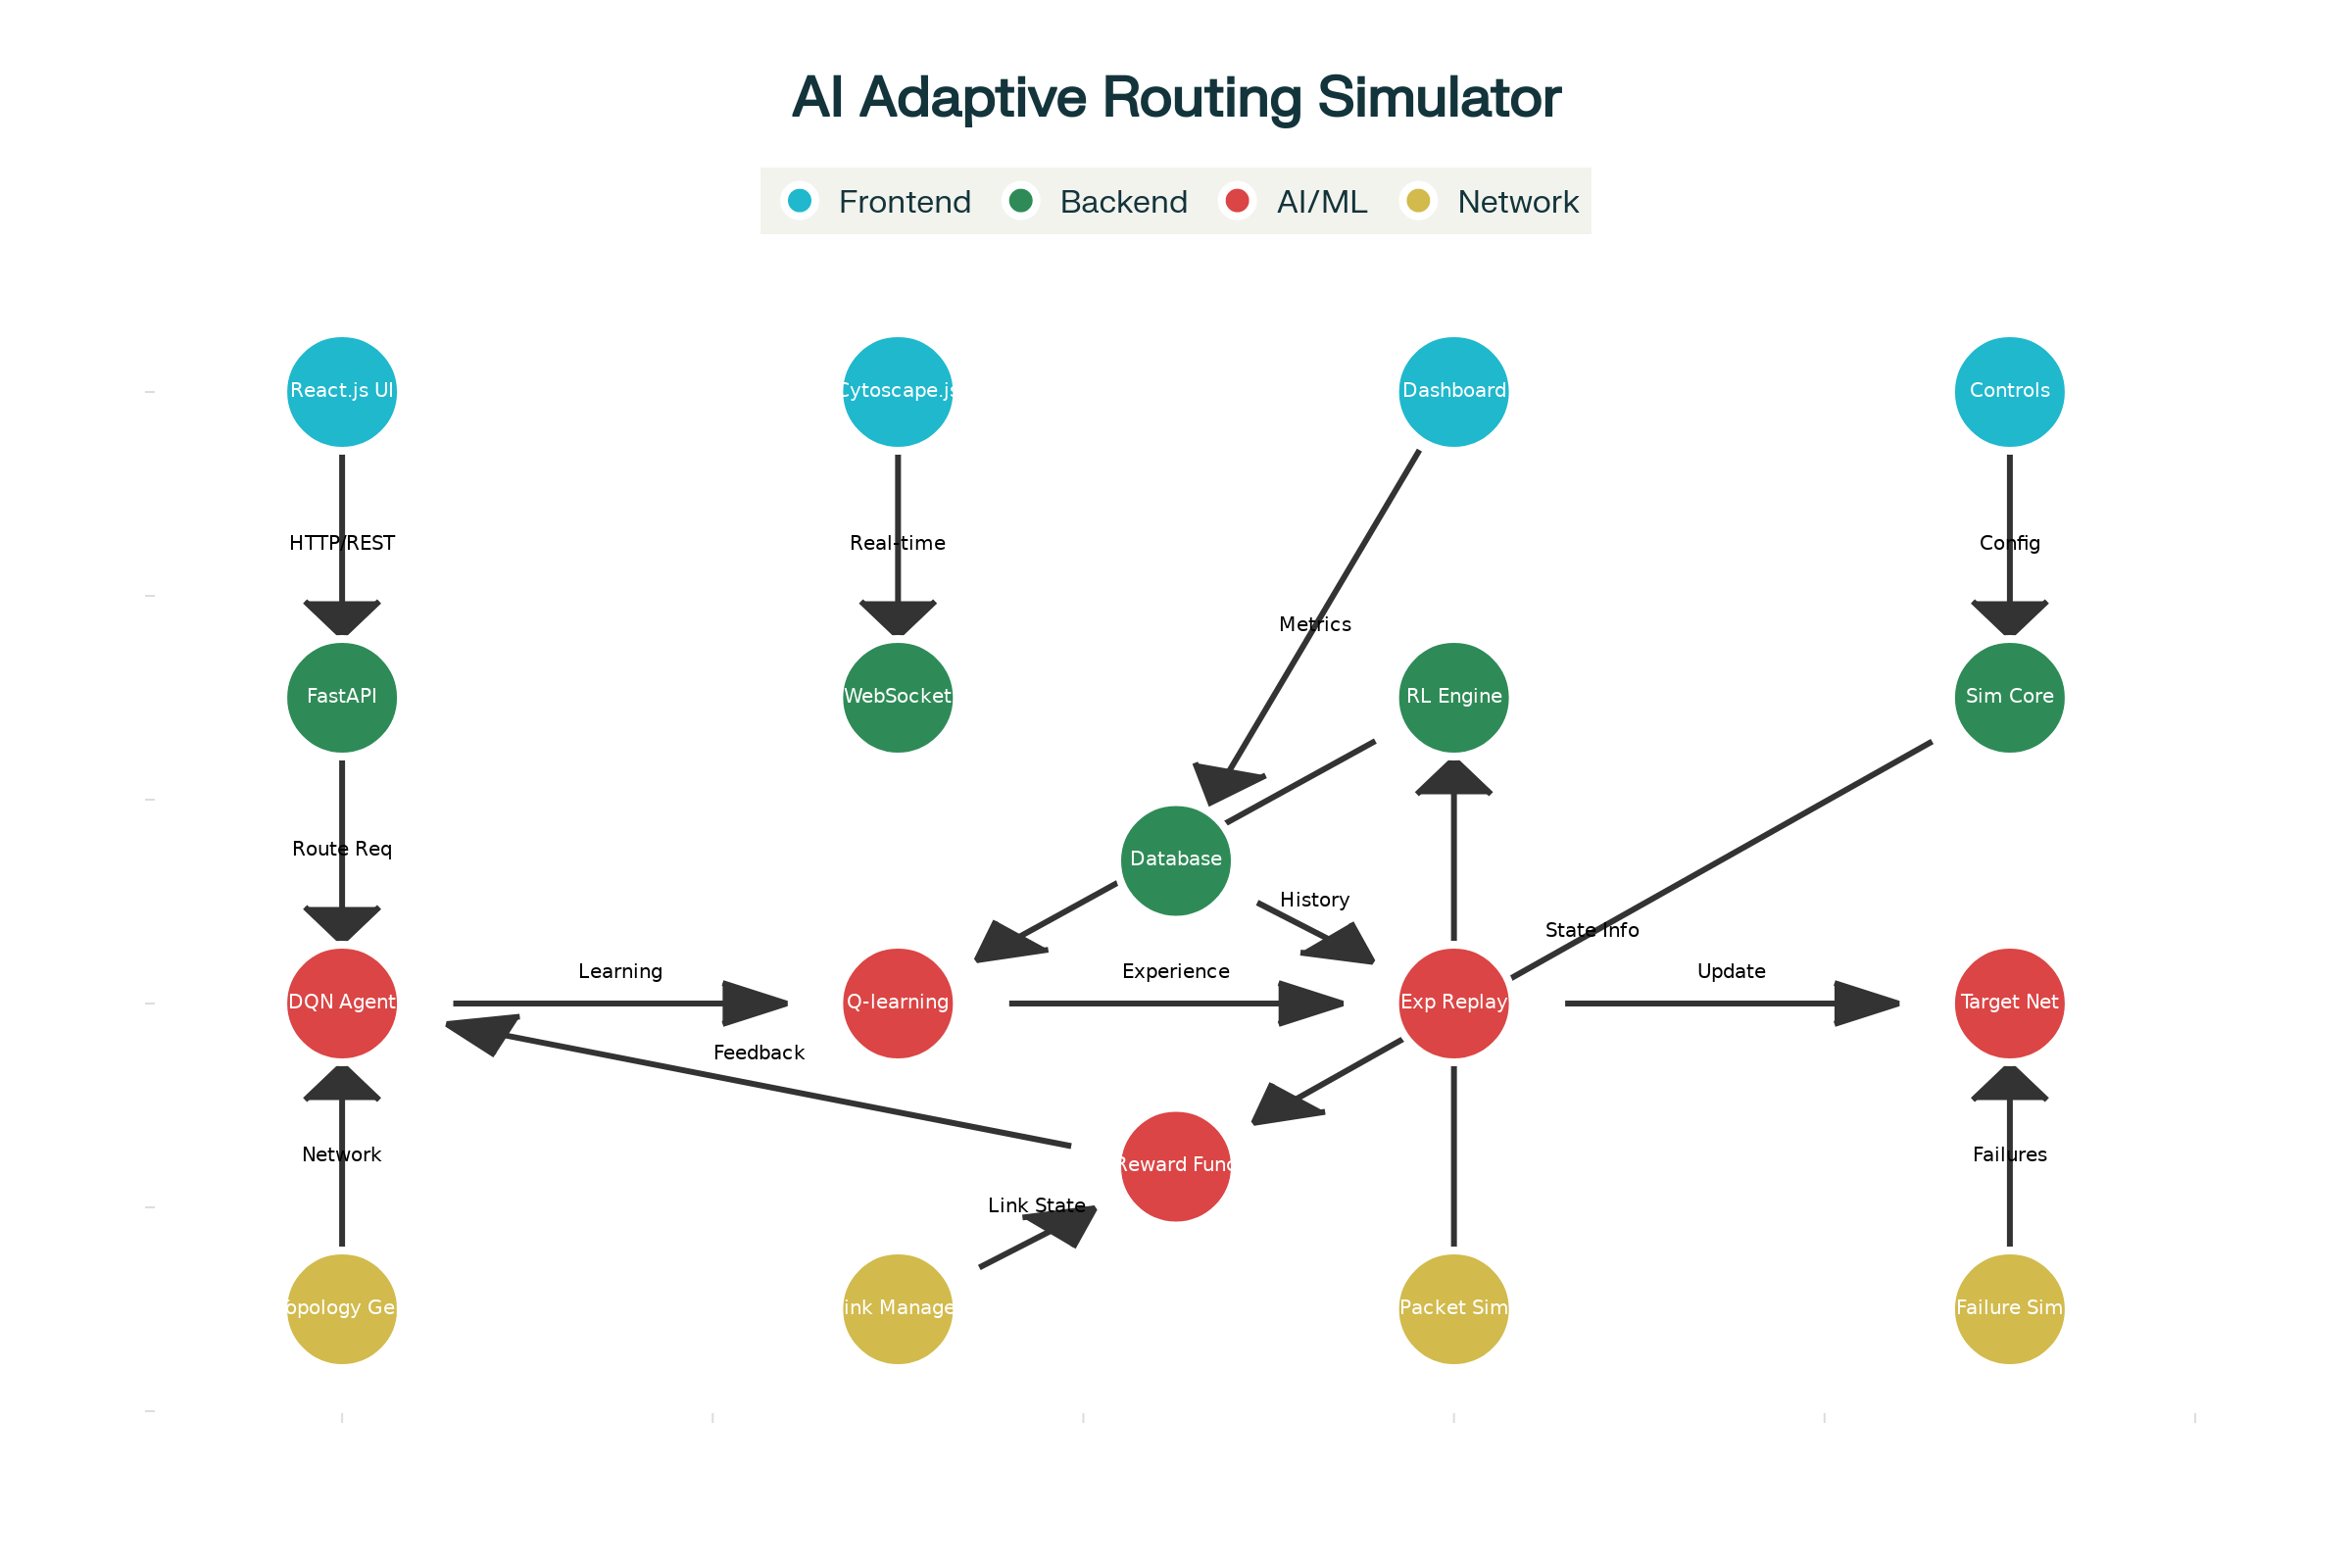 AI Adaptive Routing Simulator
Frontend Backend AI/ML Network
React.js UI
Cytoscape.js
Dashboard
Controls
HTTP/REST
Real-time
Config
Metrics
FastAPI
WebSocket
RL Engine
Sim Core
Route Req
Database
History
State Info
Learning
Experience
Update
DQN Agent
Q-learning
Exp Replay
Target Net
Feedback
Network
Failures
Reward Func
Link State
opology Ge
ink Manage
Packet Sim
Failure Sim